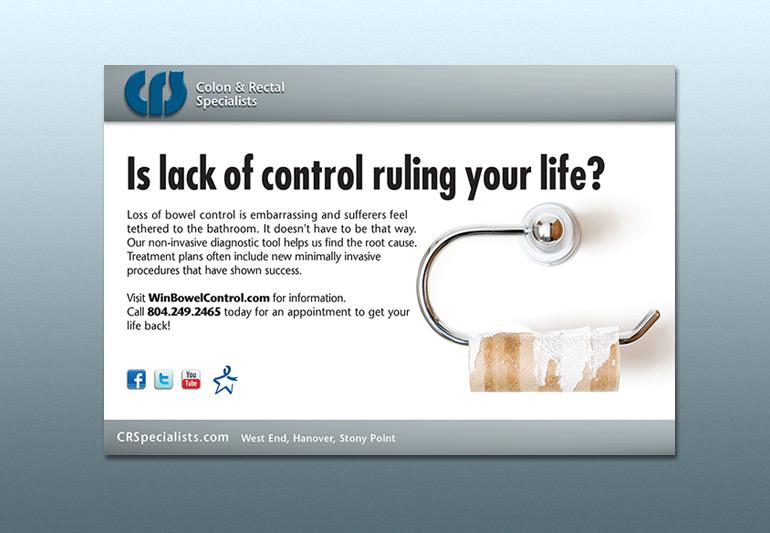 CRS
Colon & Rectal
Specialists
Is lack of control ruling your life?
Loss of bowel control is embarrassing and sufferers feel
tethered to the bathroom. It doesn't have to be that way.
Our non-invasive diagnostic tool helps us find the root cause.
Treatment plans often include new minimally invasive
procedures that have shown success.
Visit WinBowelControl.com for information.
Call 804.249.2465 today for an appointment to get your
life back!
f t You Tube
CRSpecialists.com West End, Hanover, Stony Point